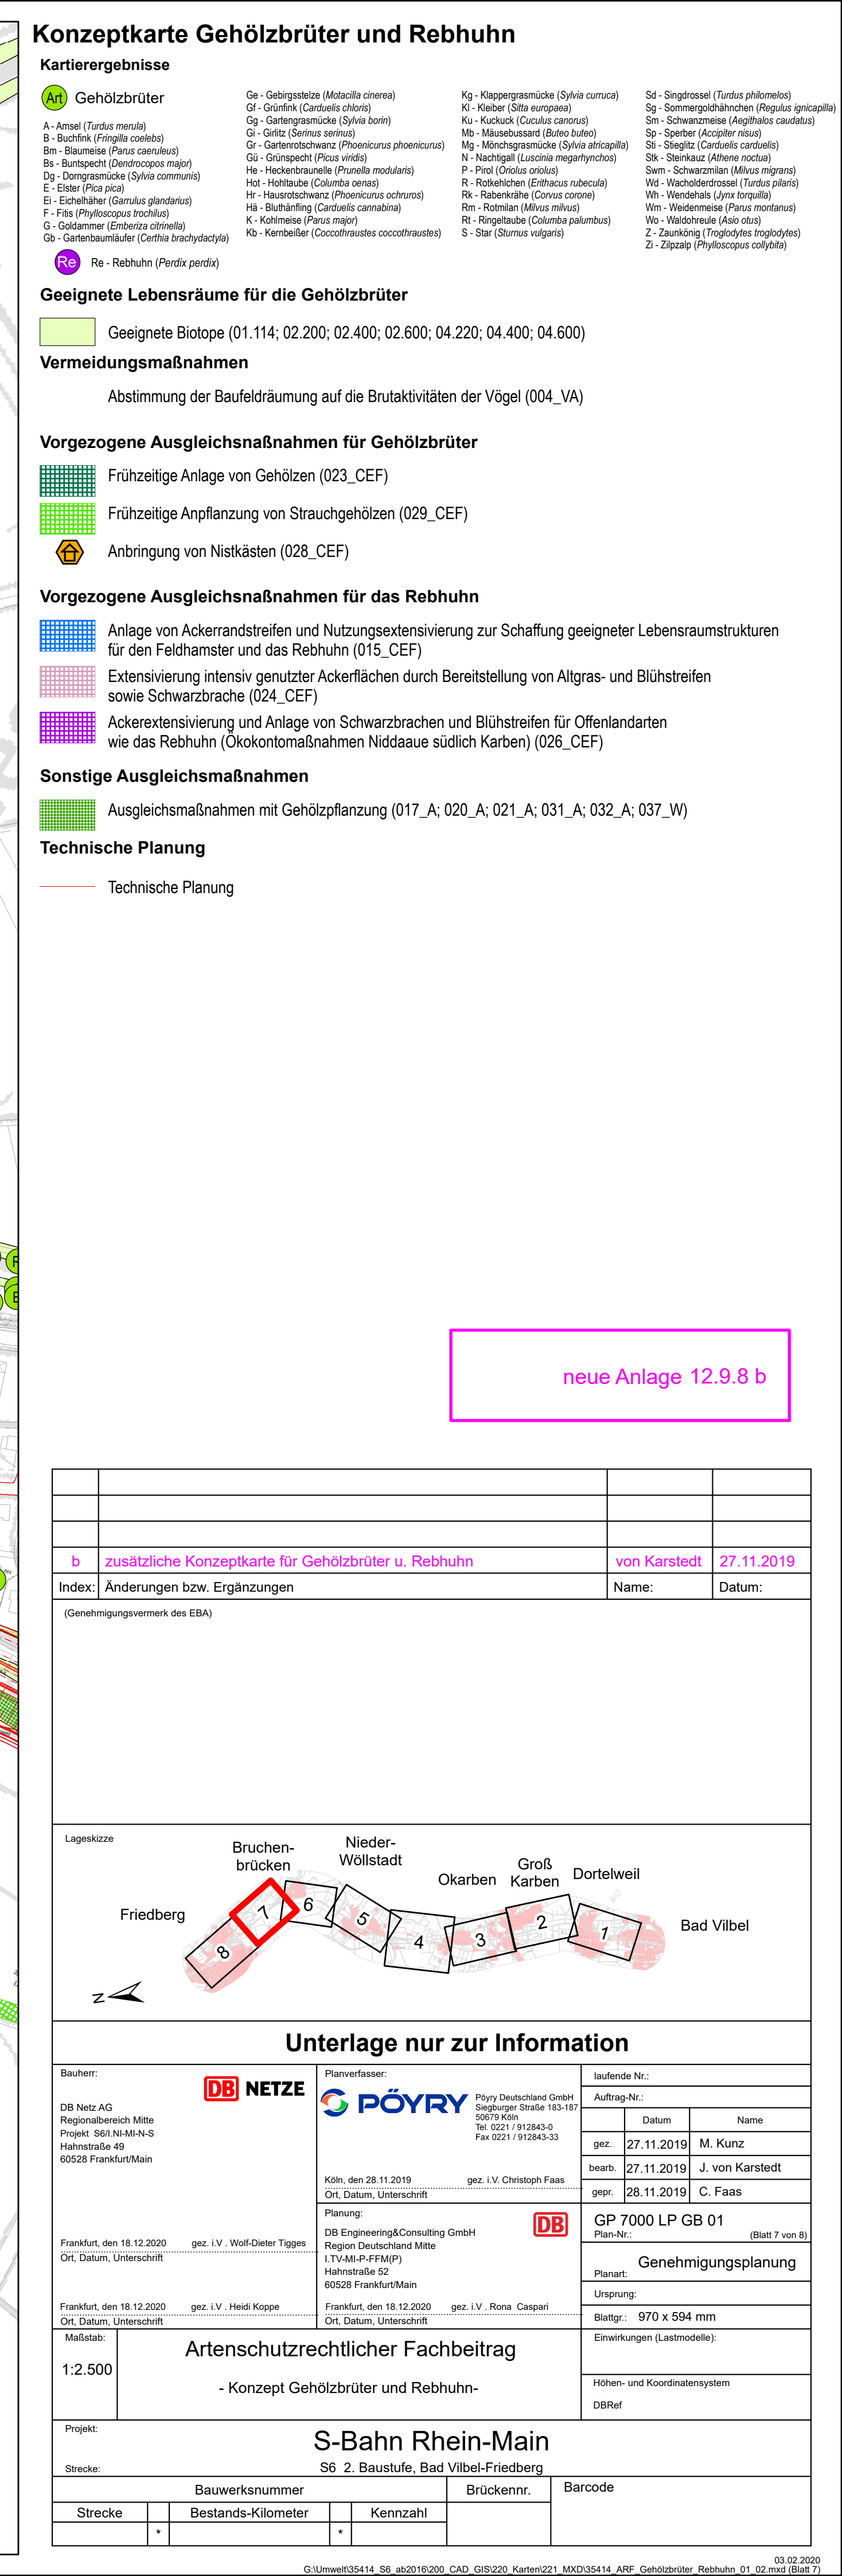 Konzeptkarte Gehölzbrüter und Rebhuhn
Kartierergebnisse
Art Gehölzbrüter
A - Amsel (Turdus merula)
B - Buchfink (Fringilla coelebs)
Bm - Blaumeise (Parus caeruleus)
Bs - Buntspecht (Dendrocopos major)
Dg - Dorngrasmücke (Sylvia communis)
E - Elster (Pica pica)
Ei - Eichelhäher (Garrulus glandarius)
F - Fitis (Phylloscopus trochilus)
G - Goldammer (Emberiza citrinella)
Gb - Gartenbaumläufer (Certhia brachydactyla)
Ge - Gebirgsstelze (Motacilla cinerea)
Gf - Grünfink (Carduelis chloris)
Gg - Gartengrasmücke (Sylvia borin)
Gi - Girlitz (Serinus serinus)
Gr - Gartenrotschwanz (Phoenicurus phoenicurus)
Gü - Grünspecht (Picus viridis)
He - Heckenbraunelle (Prunella modularis)
Hot - Hohltaube (Columba oenas)
Hr - Hausrotschwanz (Phoenicurus ochruros)
Hä - Bluthänfling (Carduelis cannabina)
K - Kohlmeise (Parus major)
Kb - Kernbeißer (Coccothraustes coccothraustes)
Kg - Klappergrasmücke (Sylvia curruca)
Kl - Kleiber (Sitta europaea)
Ku - Kuckuck (Cuculus canorus)
Mb - Mäusebussard (Buteo buteo)
Mg - Mönchsgrasmücke (Sylvia atricapilla)
N - Nachtigall (Luscinia megarhynchos)
P - Pirol (Oriolus oriolus)
R - Rotkehlchen (Erithacus rubecula)
Rk - Rabenkrähe (Corvus corone)
Rm - Rotmilan (Milvus milvus)
Rt - Ringeltaube (Columba palumbus)
S - Star (Sturnus vulgaris)
Sd - Singdrossel (Turdus philomelos)
Sg - Sommergoldhähnchen (Regulus ignicapilla)
Sm - Schwanzmeise (Aegithalos caudatus)
Sp - Sperber (Accipiter nisus)
Sti - Stieglitz (Carduelis carduelis)
Stk - Steinkauz (Athene noctua)
Swm - Schwarzmilan (Milvus migrans)
Wd - Wacholderdrossel (Turdus pilaris)
Wh - Wendehals (Jynx torquilla)
Wm - Weidenmeise (Parus montanus)
Wo - Waldohreule (Asio otus)
Z - Zaunkönig (Troglodytes troglodytes)
Zi - Zilpzalp (Phylloscopus collybita)
Re Re - Rebhuhn (Perdix perdix)
Geeignete Lebensräume für die Gehölzbrüter
Geeignete Biotope (01.114; 02.200; 02.400; 02.600; 04.220; 04.400; 04.600)
Vermeidungsmaßnahmen
Abstimmung der Baufeldräumung auf die Brutaktivitäten der Vögel (004_VA)
Vorgezogene Ausgleichsnaßnahmen für Gehölzbrüter
Frühzeitige Anlage von Gehölzen (023_CEF)
Frühzeitige Anpflanzung von Strauchgehölzen (029_CEF)
Anbringung von Nistkästen (028_CEF)
Vorgezogene Ausgleichsnaßnahmen für das Rebhuhn
Anlage von Ackerrandstreifen und Nutzungsextensivierung zur Schaffung geeigneter Lebensraumstrukturen
für den Feldhamster und das Rebhuhn (015_CEF)
Extensivierung intensiv genutzter Ackerflächen durch Bereitstellung von Altgras- und Blühstreifen
sowie Schwarzbrache (024_CEF)
Ackerextensivierung und Anlage von Schwarzbrachen und Blühstreifen für Offenlandarten
wie das Rebhuhn (Ökokontomaßnahmen Niddaaue südlich Karben) (026_CEF)
Sonstige Ausgleichsmaßnahmen
Ausgleichsmaßnahmen mit Gehölzpflanzung (017_A; 020_A; 021_A; 031_A; 032_A; 037_W)
Technische Planung
Technische Planung
neue Anlage 12.9.8 b
b zusätzliche Konzeptkarte für Gehölzbrüter u. Rebhuhn von Karstedt 27.11.2019
Index: Änderungen bzw. Ergänzungen Name: Datum:
(Genehmigungsvermerk des EBA)
Lageskizze
Bruchen-
brücken
Nieder-
Wöllstadt
Okarben
Groß
Karben
Dortelweil
Friedberg
Bad Vilbel
8 7 6 5 4 3 2 1
N
Unterlage nur zur Information
Bauherr:
DB NETZE
DB Netz AG
Regionalbereich Mitte
Projekt S6/I.NI-MI-N-S
Hahnstraße 49
60528 Frankfurt/Main
Frankfurt, den 18.12.2020 gez. i.V . Wolf-Dieter Tigges
Ort, Datum, Unterschrift
Frankfurt, den 18.12.2020 gez. i.V . Heidi Koppe
Ort, Datum, Unterschrift
Planverfasser:
PÖYRY
Pöyry Deutschland GmbH
Siegburger Straße 183-187
50679 Köln
Tel. 0221 / 912843-0
Fax 0221 / 912843-33
Köln, den 28.11.2019 gez. i.V. Christoph Faas
Ort, Datum, Unterschrift
Planung:
DB
DB Engineering&Consulting GmbH
Region Deutschland Mitte
I.TV-MI-P-FFM(P)
Hahnstraße 52
60528 Frankfurt/Main
Frankfurt, den 18.12.2020 gez. i.V . Rona Caspari
Ort, Datum, Unterschrift
laufende Nr.:
Auftrag-Nr.:
Datum Name
gez. 27.11.2019 M. Kunz
bearb. 27.11.2019 J. von Karstedt
gepr. 28.11.2019 C. Faas
GP 7000 LP GB 01
Plan-Nr.: (Blatt 7 von 8)
Genehmigungsplanung
Planart:
Ursprung:
Blattgr.: 970 x 594 mm
Maßstab:
1:2.500
Artenschutzrechtlicher Fachbeitrag
- Konzept Gehölzbrüter und Rebhuhn-
Einwirkungen (Lastmodelle):
Höhen- und Koordinatensystem
DBRef
Projekt:
S-Bahn Rhein-Main
Strecke: S6 2. Baustufe, Bad Vilbel-Friedberg
Bauwerksnummer Brückennr. Barcode
Strecke Bestands-Kilometer Kennzahl
* *
03.02.2020
G:\Umwelt\35414_S6_ab2016\200_CAD_GIS\220_Karten\221_MXD\35414_ARF_Gehölzbrüter_Rebhuhn_01_02.mxd (Blatt 7)